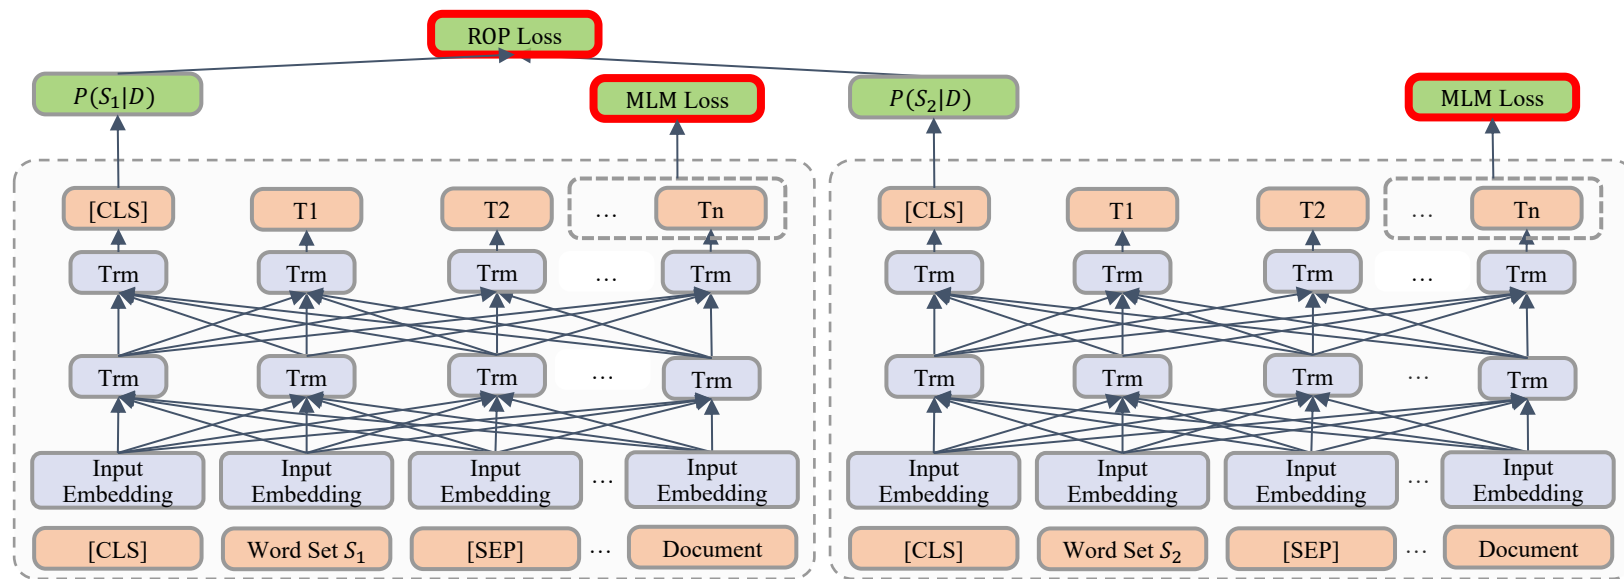 ROP Loss
P(S₁|D)
MLM Loss
P(S₂|D)
MLM Loss
[CLS] T1 T2 ... Tn [CLS] T1 T2 ... Tn
Trm Trm Trm ... Trm Trm Trm Trm ... Trm
Trm Trm Trm ... Trm Trm Trm Trm ... Trm
Input Input Input Input Input Input Input Input
Embedding Embedding Embedding ... Embedding Embedding Embedding Embedding ... Embedding
[CLS] Word Set S₁ [SEP] ... Document [CLS] Word Set S₂ [SEP] ... Document